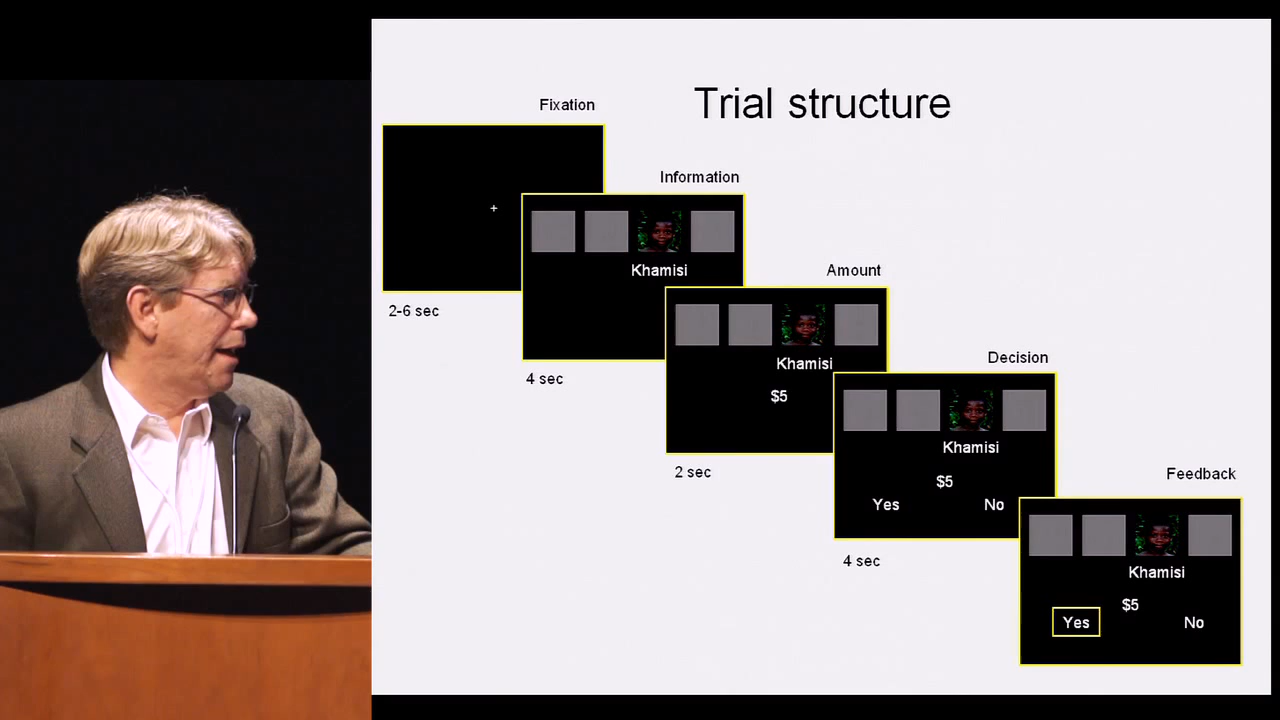 Trial structure
Fixation
+
2-6 sec
Information
Khamisi
4 sec
Amount
Khamisi
$5
2 sec
Decision
Khamisi
$5
Yes No
4 sec
Feedback
Khamisi
$5
Yes No